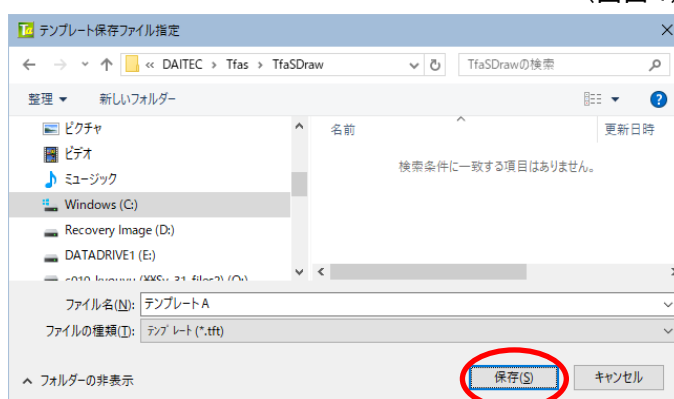 テンプレート保存ファイル指定
« DAITEC › Tfas › TfaSDraw
TfaSDrawの検索
整理 新しいフォルダー
ピクチャ
ビデオ
ミュージック
Windows (C:)
Recovery Image (D:)
DATADRIVE1 (E:)
名前 更新日時
検索条件に一致する項目はありません。
ファイル名(N): テンプレートA
ファイルの種類(T): テンプレート (*.tft)
フォルダーの非表示
保存(S) キャンセル